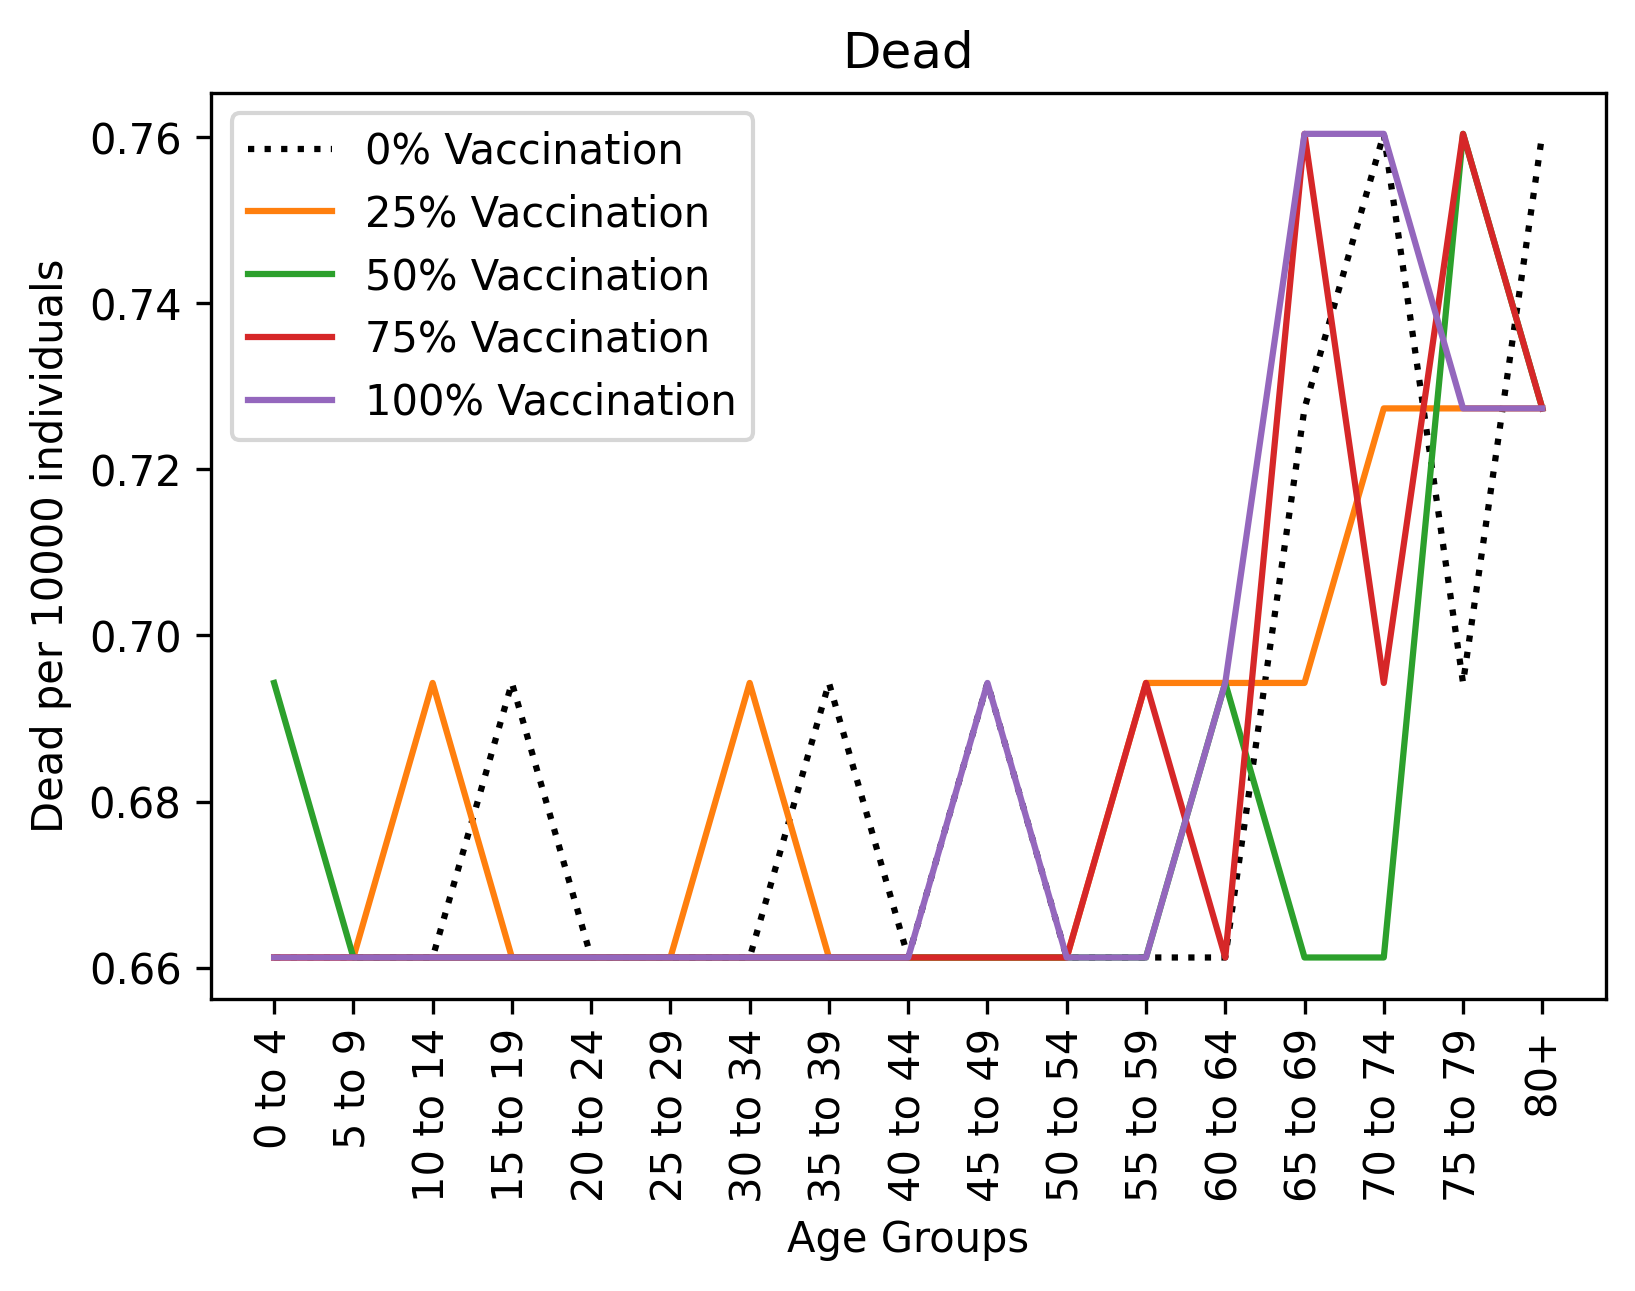 Dead
0% Vaccination
25% Vaccination
50% Vaccination
75% Vaccination
100% Vaccination
Dead per 10000 individuals
0.76
0.74
0.72
0.70
0.68
0.66
0 to 4
5 to 9
10 to 14
15 to 19
20 to 24
25 to 29
30 to 34
35 to 39
40 to 44
45 to 49
50 to 54
55 to 59
60 to 64
65 to 69
70 to 74
75 to 79
80+
Age Groups